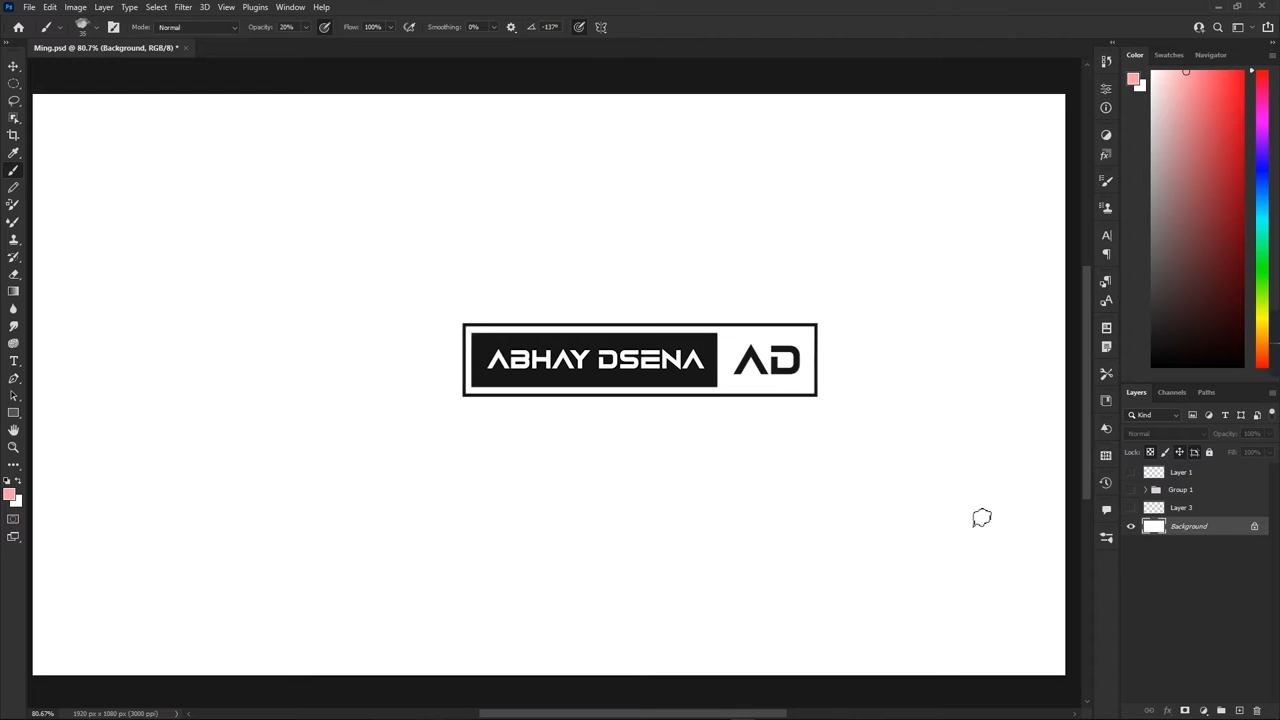 Ps File Edit Image Layer Type Select Filter 3D View Plugins Window Help
35 Mode: Normal Opacity: 20% Flow: 100% Smoothing: 0% -137°
Ming.psd @ 80.7% (Background, RGB/8) * ×
Color Swatches Navigator
ABHAY DSENA AD
Layers Channels Paths
Kind
Normal Opacity: 100%
Lock: Fill: 100%
Layer 1
Group 1
Layer 3
Background
80.67% 1920 px x 1080 px (3000 ppi)